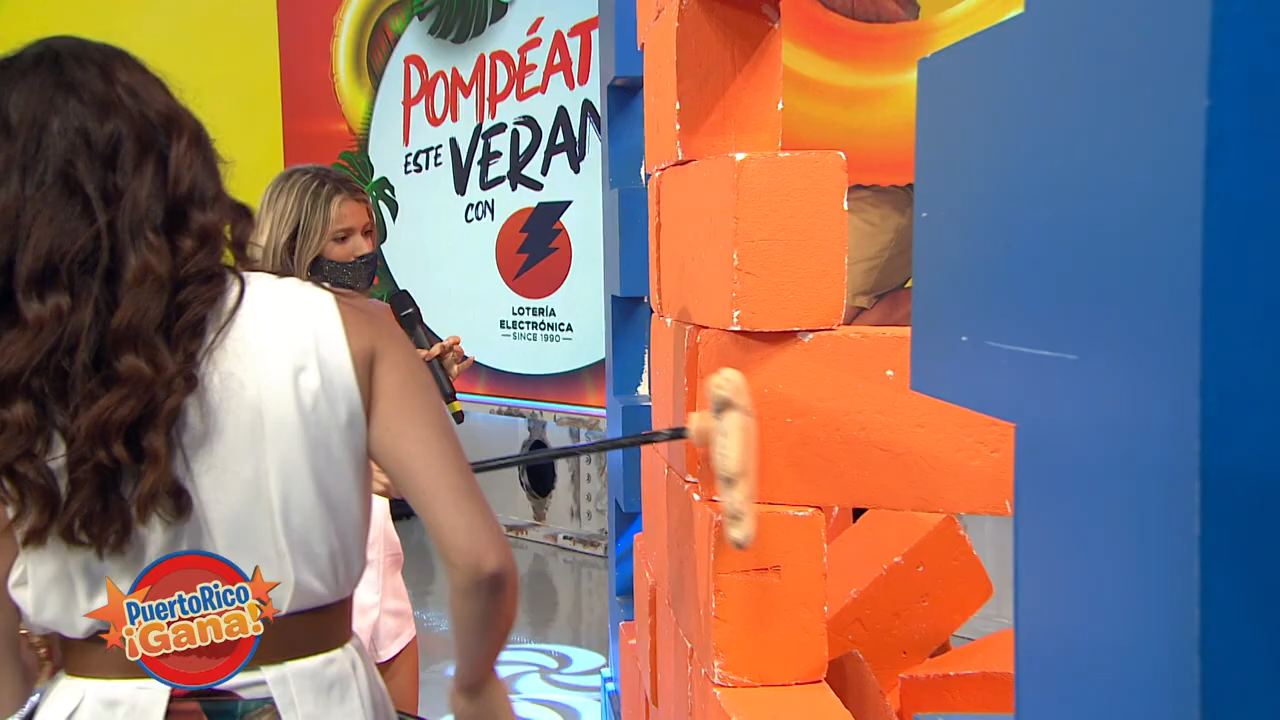 POMPÉAT
ESTE VERAN
CON
LOTERÍA
ELECTRÓNICA
SINCE 1990
PuertoRico
¡Gana!